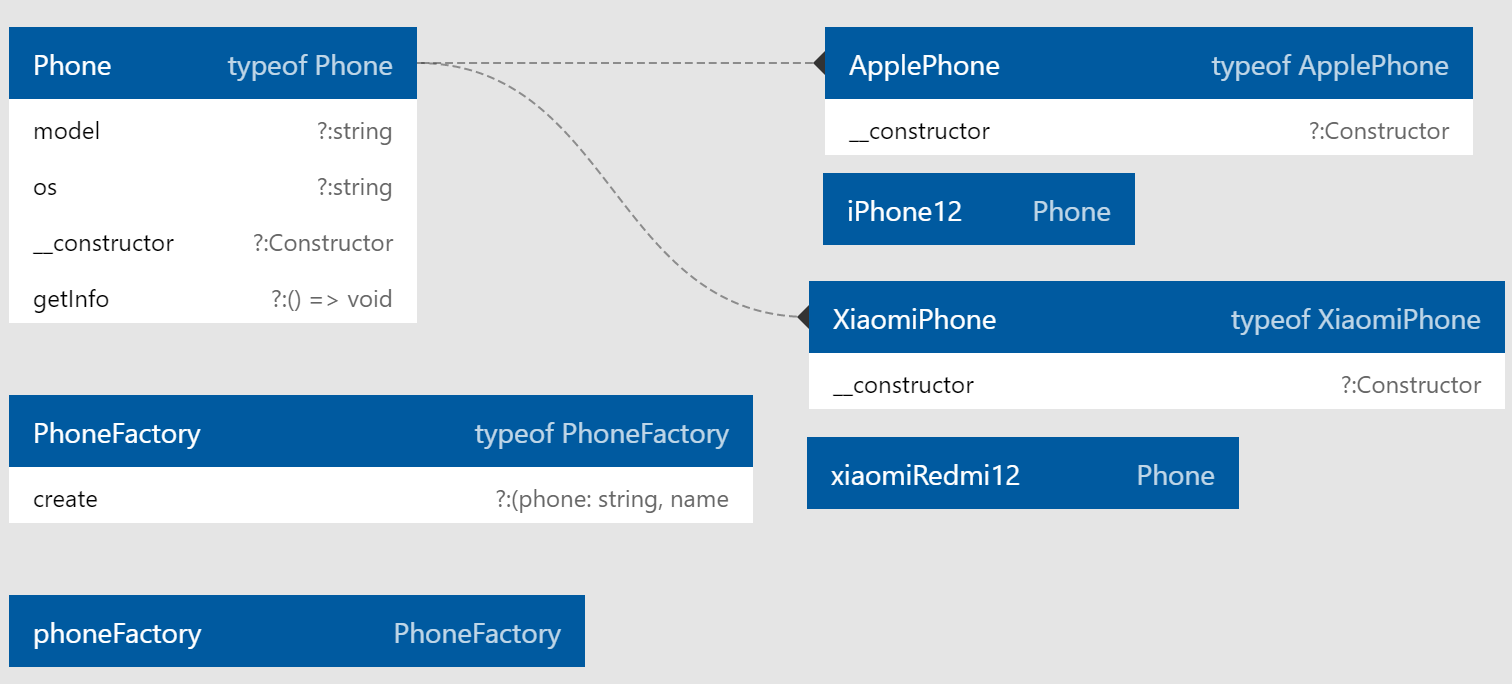 Phone typeof Phone
model ?:string
os ?:string
__constructor ?:Constructor
getInfo ?:() => void
ApplePhone typeof ApplePhone
__constructor ?:Constructor
iPhone12 Phone
XiaomiPhone typeof XiaomiPhone
__constructor ?:Constructor
PhoneFactory typeof PhoneFactory
create ?:(phone: string, name
xiaomiRedmi12 Phone
phoneFactory PhoneFactory